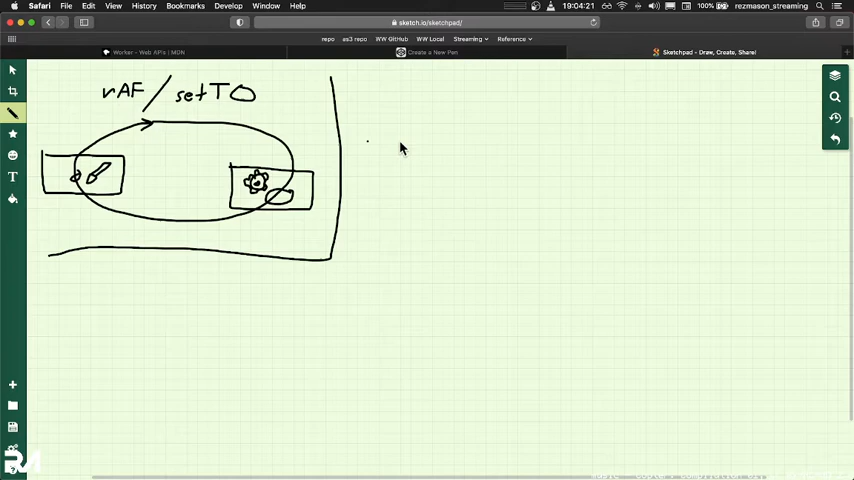 Safari File Edit View History Bookmarks Develop Window Help
100% 19:04:21 rezmason_streaming
sketch.io/sketchpad/
repo as3 repo WW GitHub WW Local Streaming Reference
Worker - Web APIs | MDN
Create a New Pen
Sketchpad - Draw, Create, Share!
rAF / setTO
T
RM